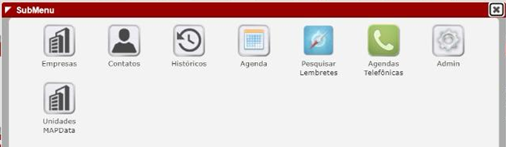 SubMenu
Empresas
Contatos
Históricos
Agenda
Pesquisar
Lembretes
Agendas
Telefônicas
Admin
Unidades
MAPData